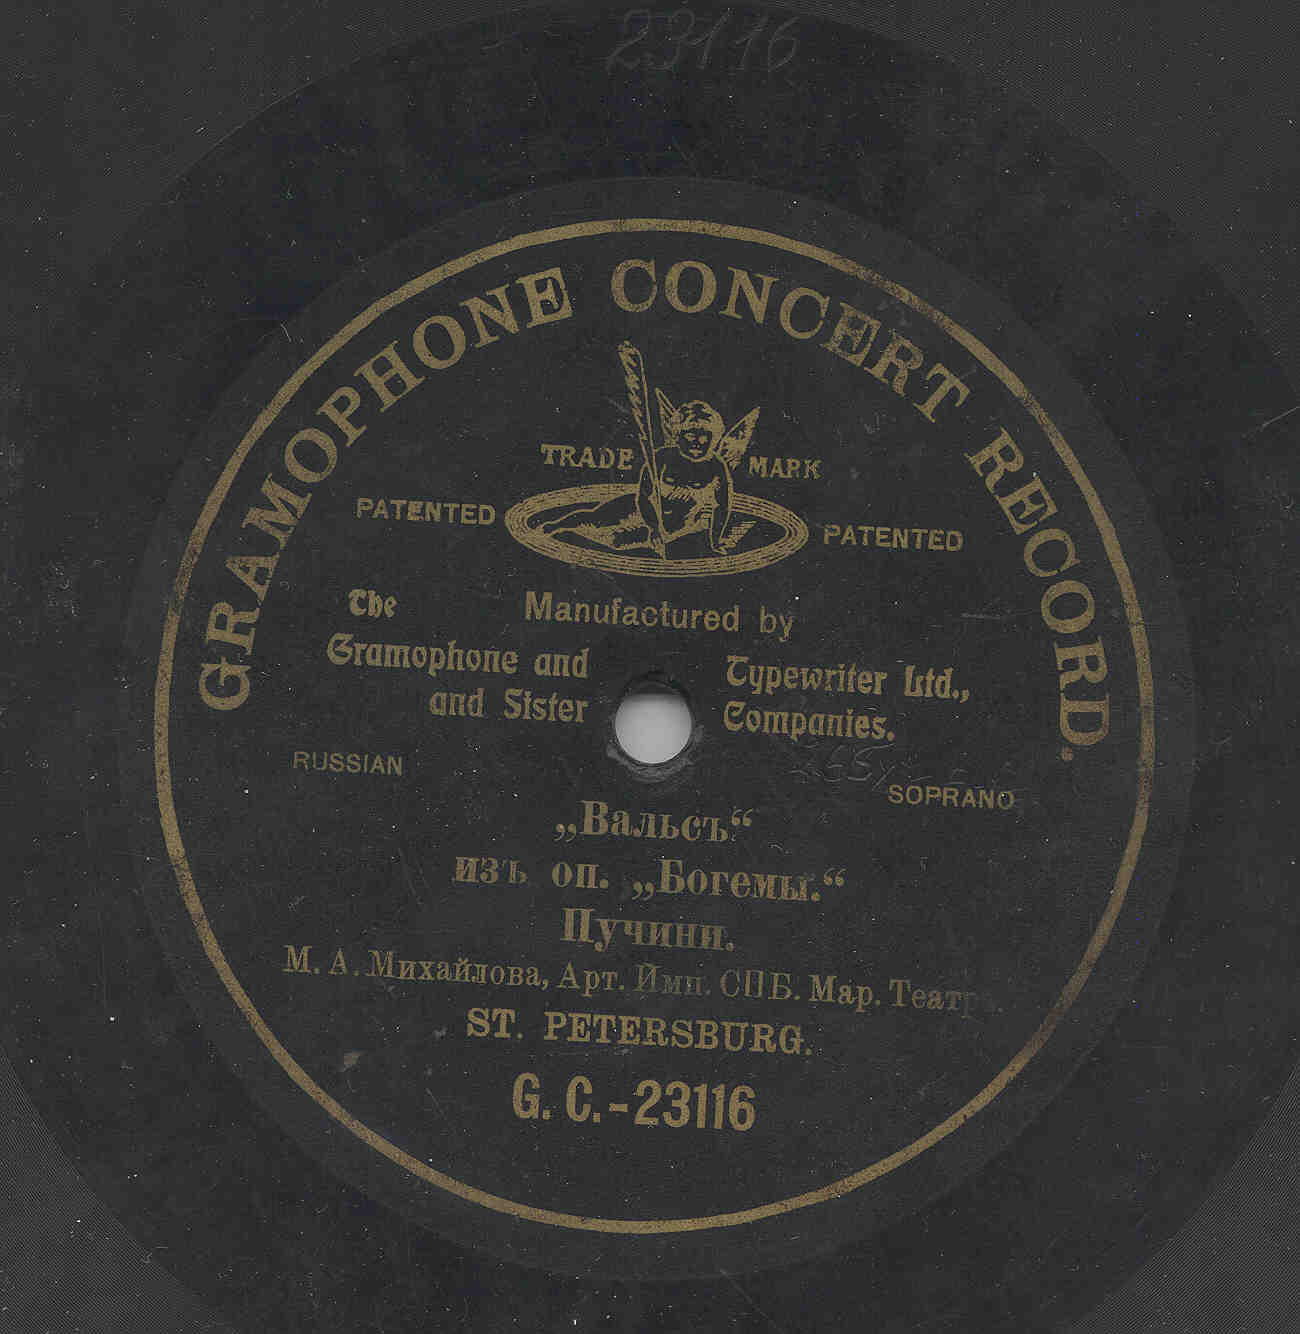 23116
GRAMOPHONE CONCERT RECORD.
TRADE MARK
PATENTED PATENTED
Manufactured by
The
Gramophone and Typewriter Ltd.,
and Sister Companies.
RUSSIAN SOPRANO
„Вальсъ“
изъ оп. „Богемы.“
Пучини.
М. А. Михайлова, Арт. Имп. СПБ. Мар. Театр.
ST. PETERSBURG.
G. C.-23116